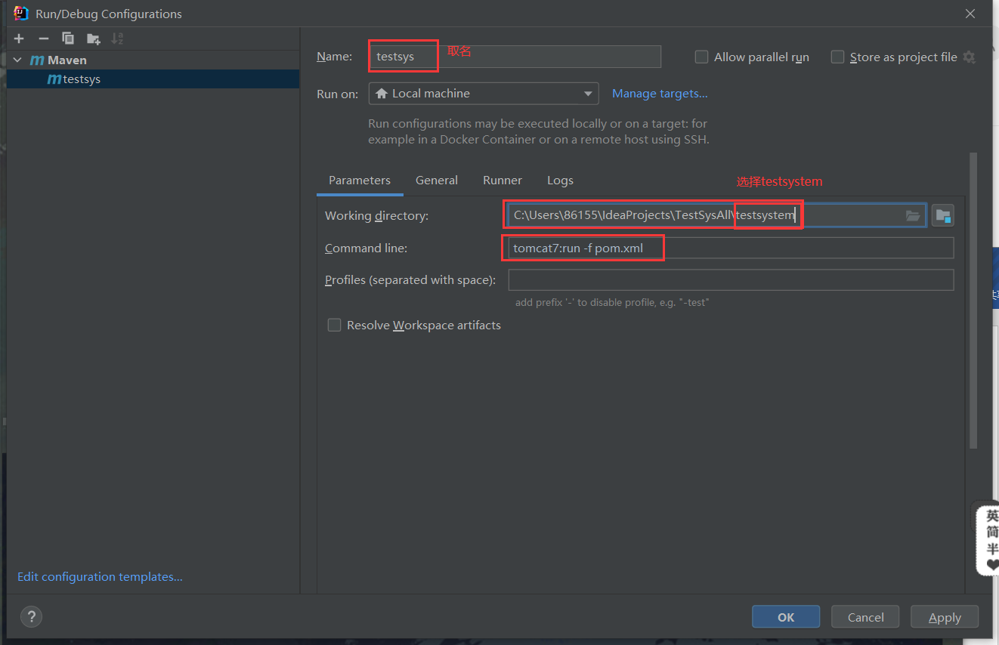 Run/Debug Configurations
Maven
testsys
Edit configuration templates...
Name:
testsys
取名
Allow parallel run
Store as project file
Run on:
Local machine
Manage targets...
Run configurations may be executed locally or on a target: for
example in a Docker Container or on a remote host using SSH.
Parameters General Runner Logs
选择testsystem
Working directory:
C:\Users\86155\IdeaProjects\TestSysAll\testsystem
Command line:
tomcat7:run -f pom.xml
Profiles (separated with space):
add prefix '-' to disable profile, e.g. "-test"
Resolve Workspace artifacts
英
简
半
?
OK
Cancel
Apply